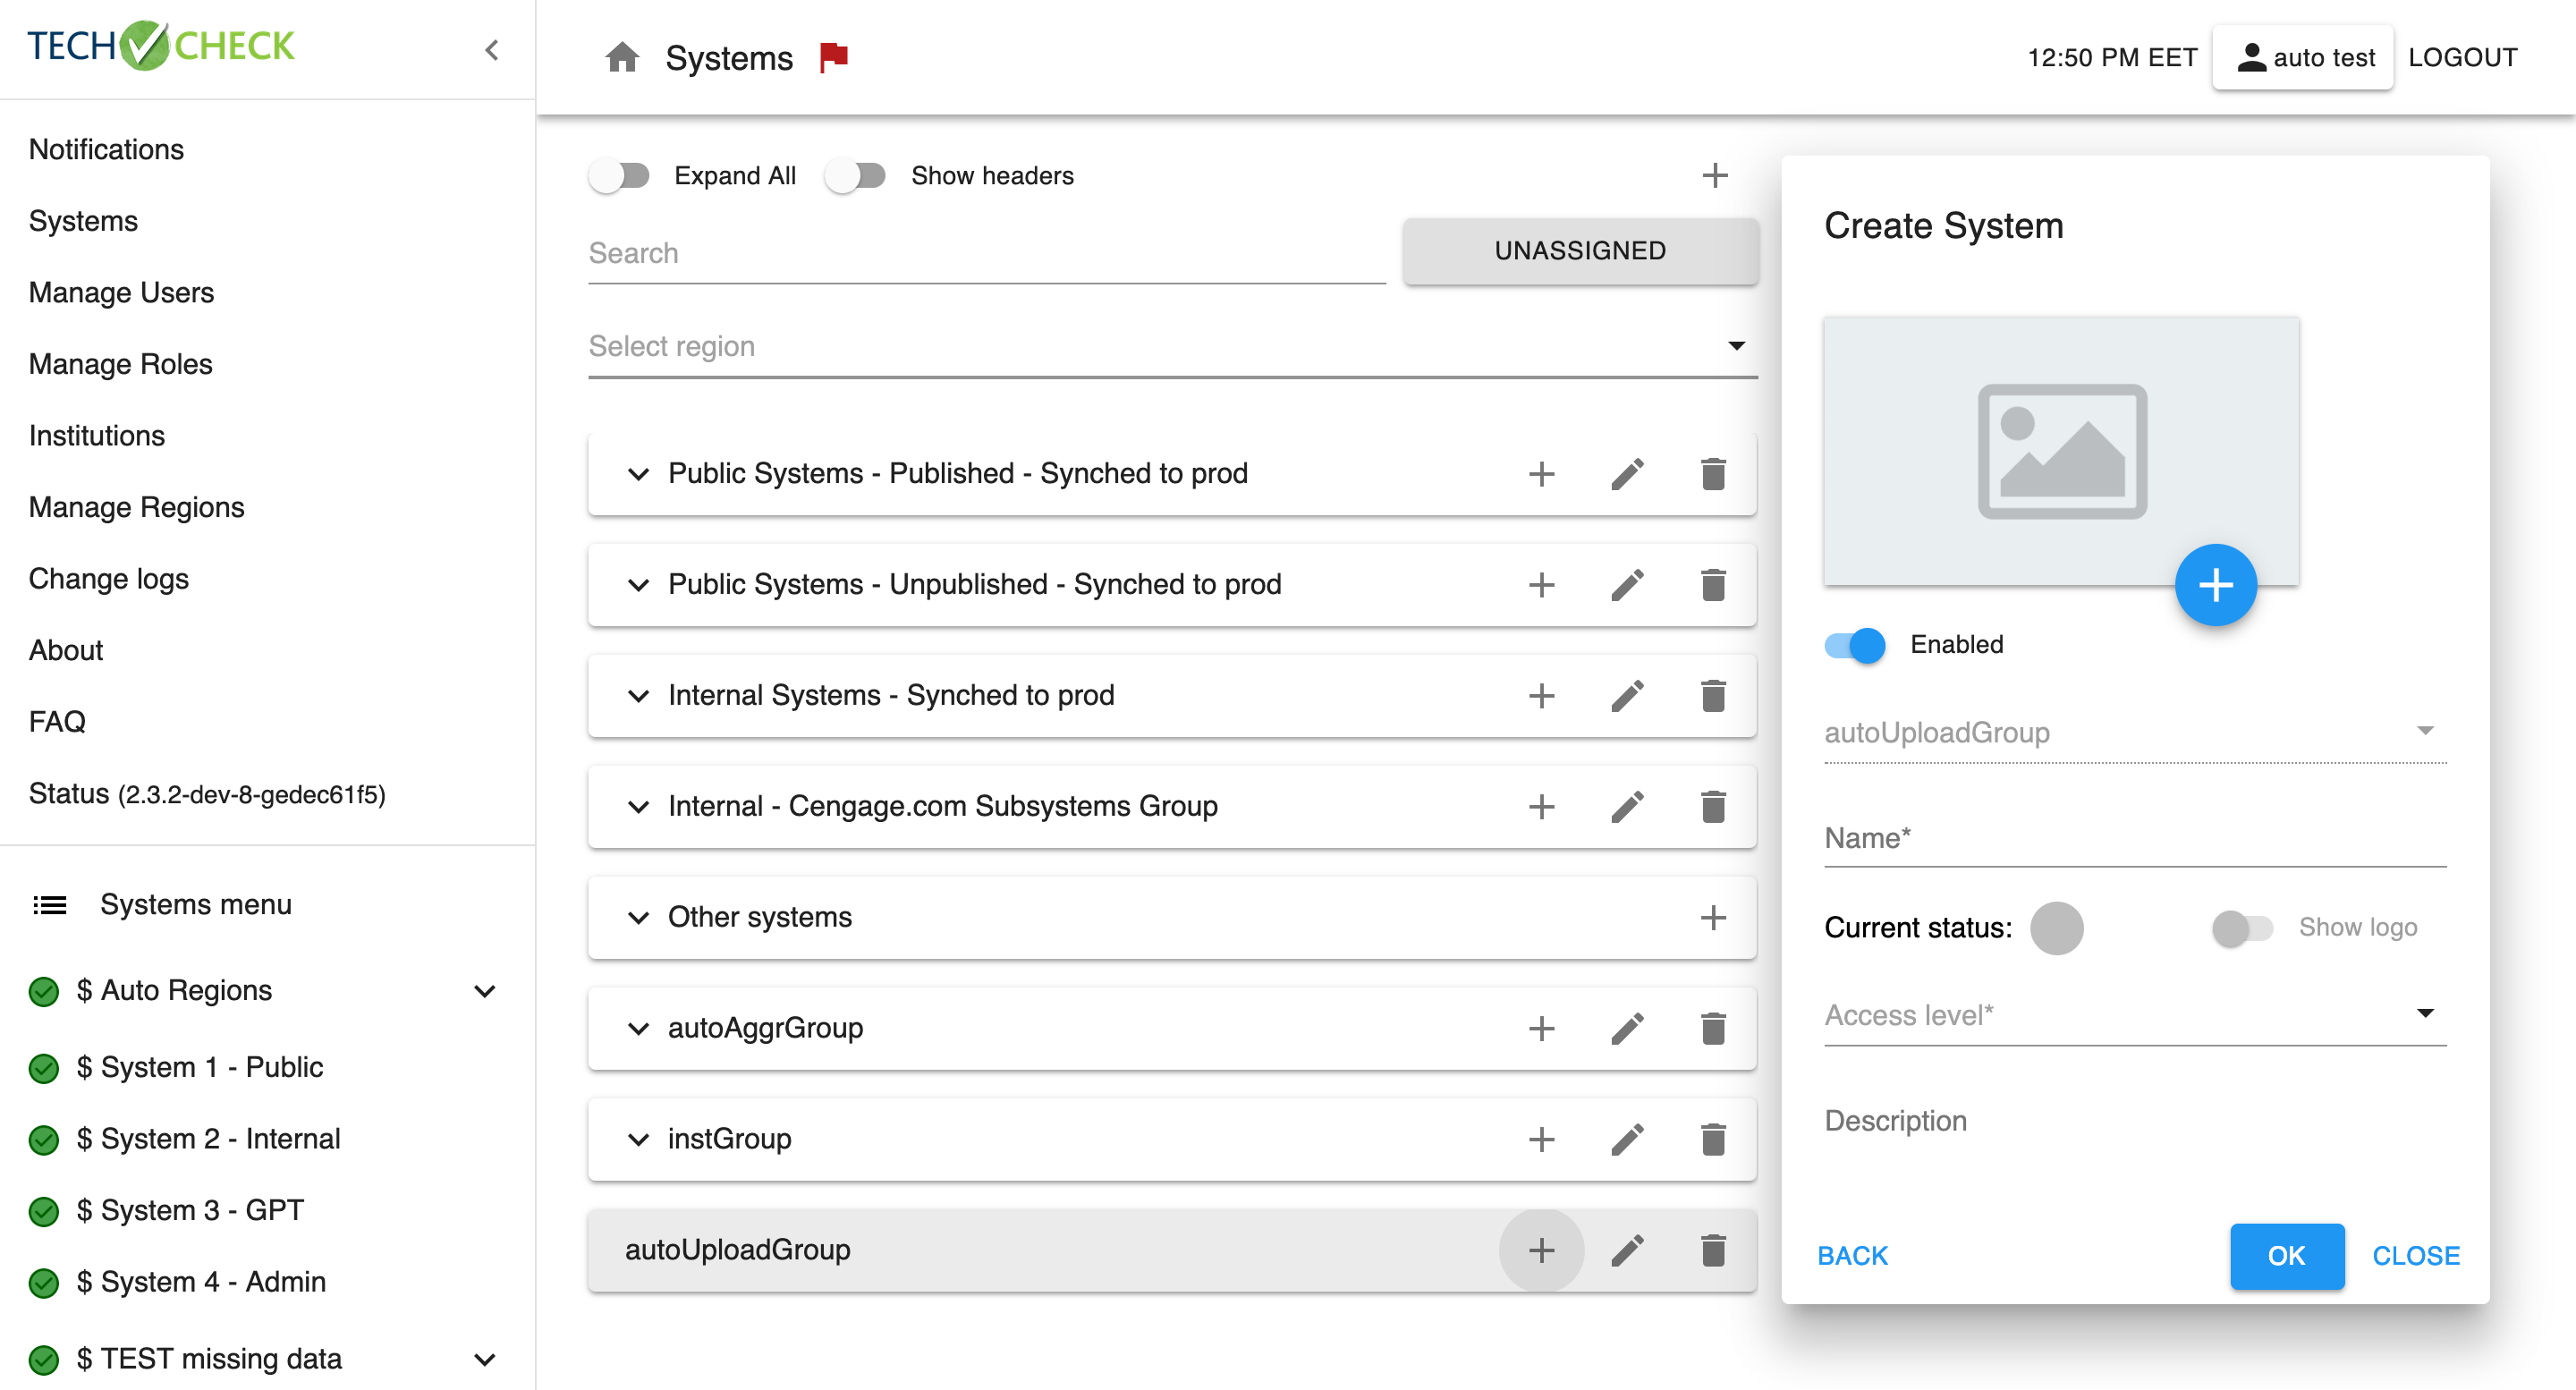 TECH CHECK
Notifications
Systems
Manage Users
Manage Roles
Institutions
Manage Regions
Change logs
About
FAQ
Status (2.3.2-dev-8-gedec61f5)
Systems menu
$ Auto Regions
$ System 1 - Public
$ System 2 - Internal
$ System 3 - GPT
$ System 4 - Admin
$ TEST missing data
Systems
12:50 PM EET
auto test
LOGOUT
Expand All
Show headers
Search
UNASSIGNED
Select region
Public Systems - Published - Synched to prod
Public Systems - Unpublished - Synched to prod
Internal Systems - Synched to prod
Internal - Cengage.com Subsystems Group
Other systems
autoAggrGroup
instGroup
autoUploadGroup
Create System
Enabled
autoUploadGroup
Name*
Current status:
Show logo
Access level*
Description
BACK
OK
CLOSE